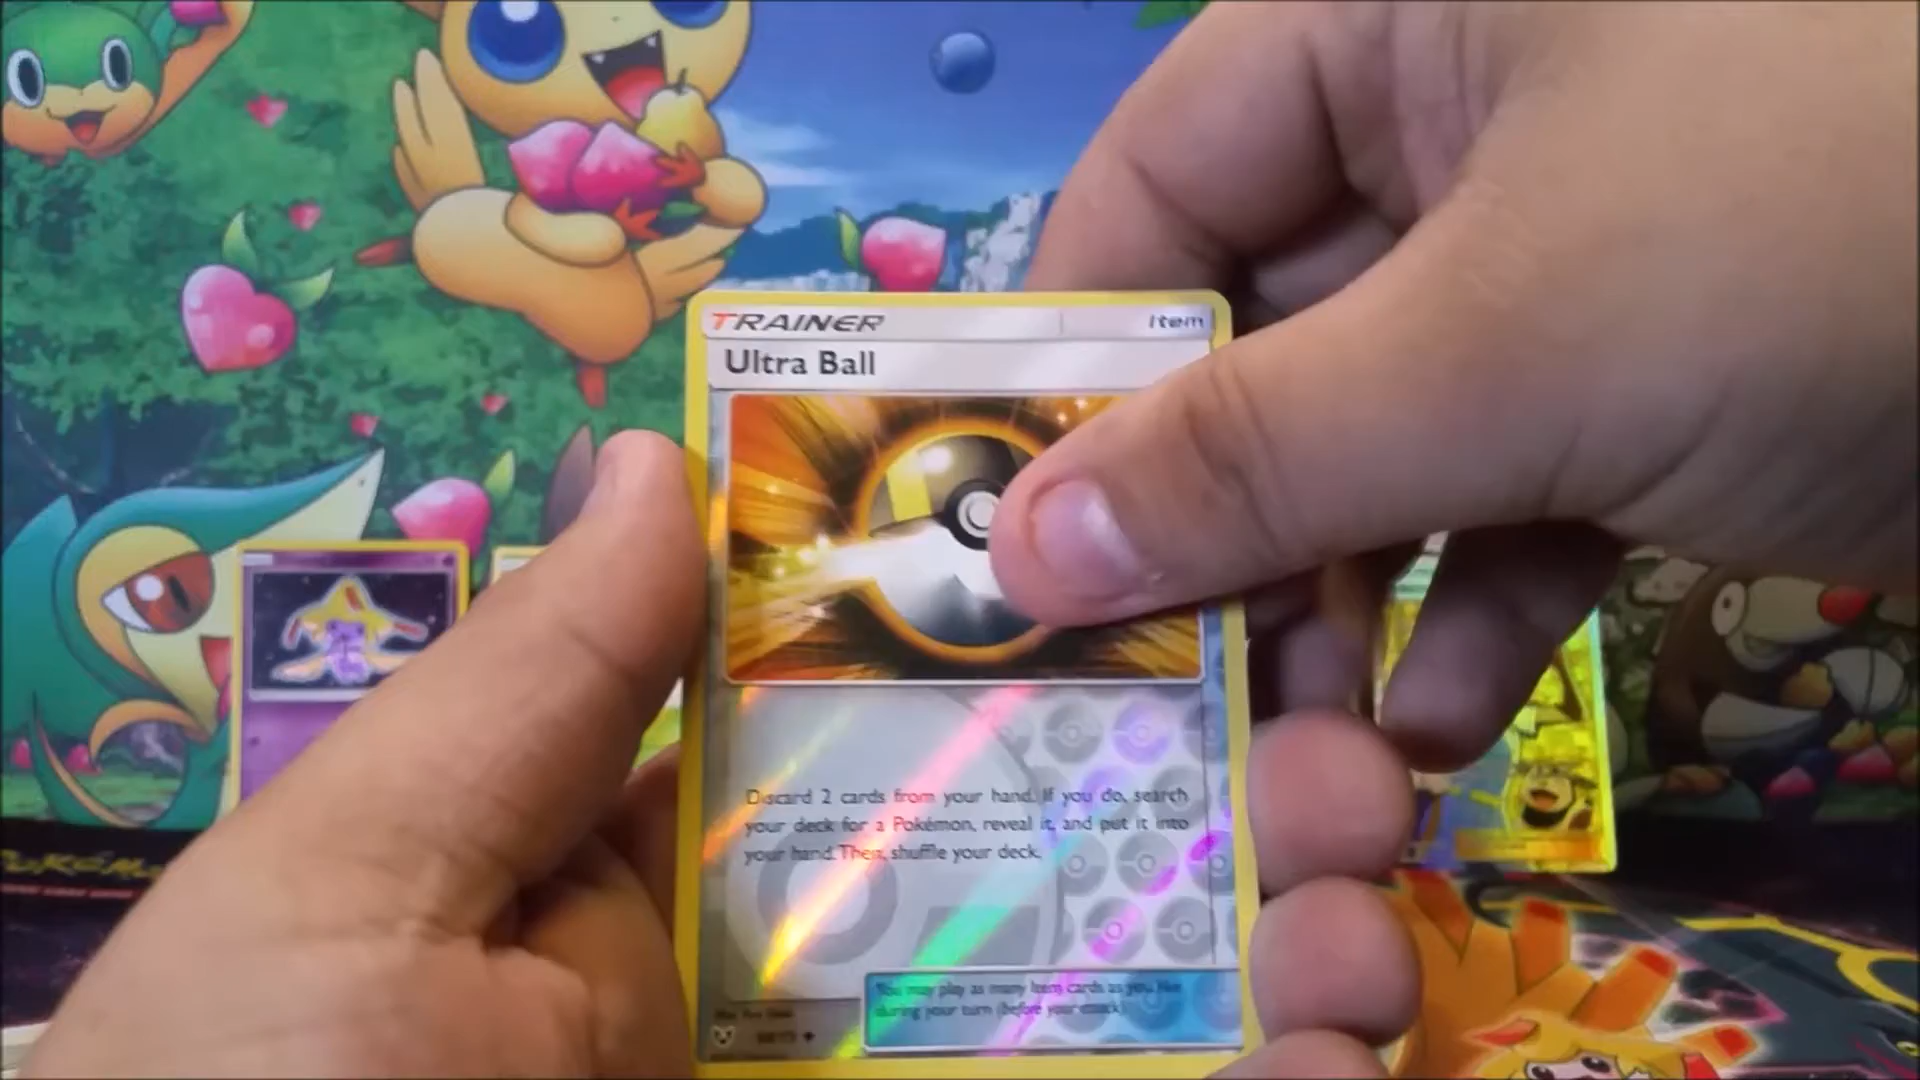 TRAINER
Item
Ultra Ball
Discard 2 cards from your hand. If you do, search
your deck for a Pokémon, reveal it, and put it into
your hand. Then, shuffle your deck.
You may play as many Item cards as you like
during your turn (before your attack).
POKÉMON